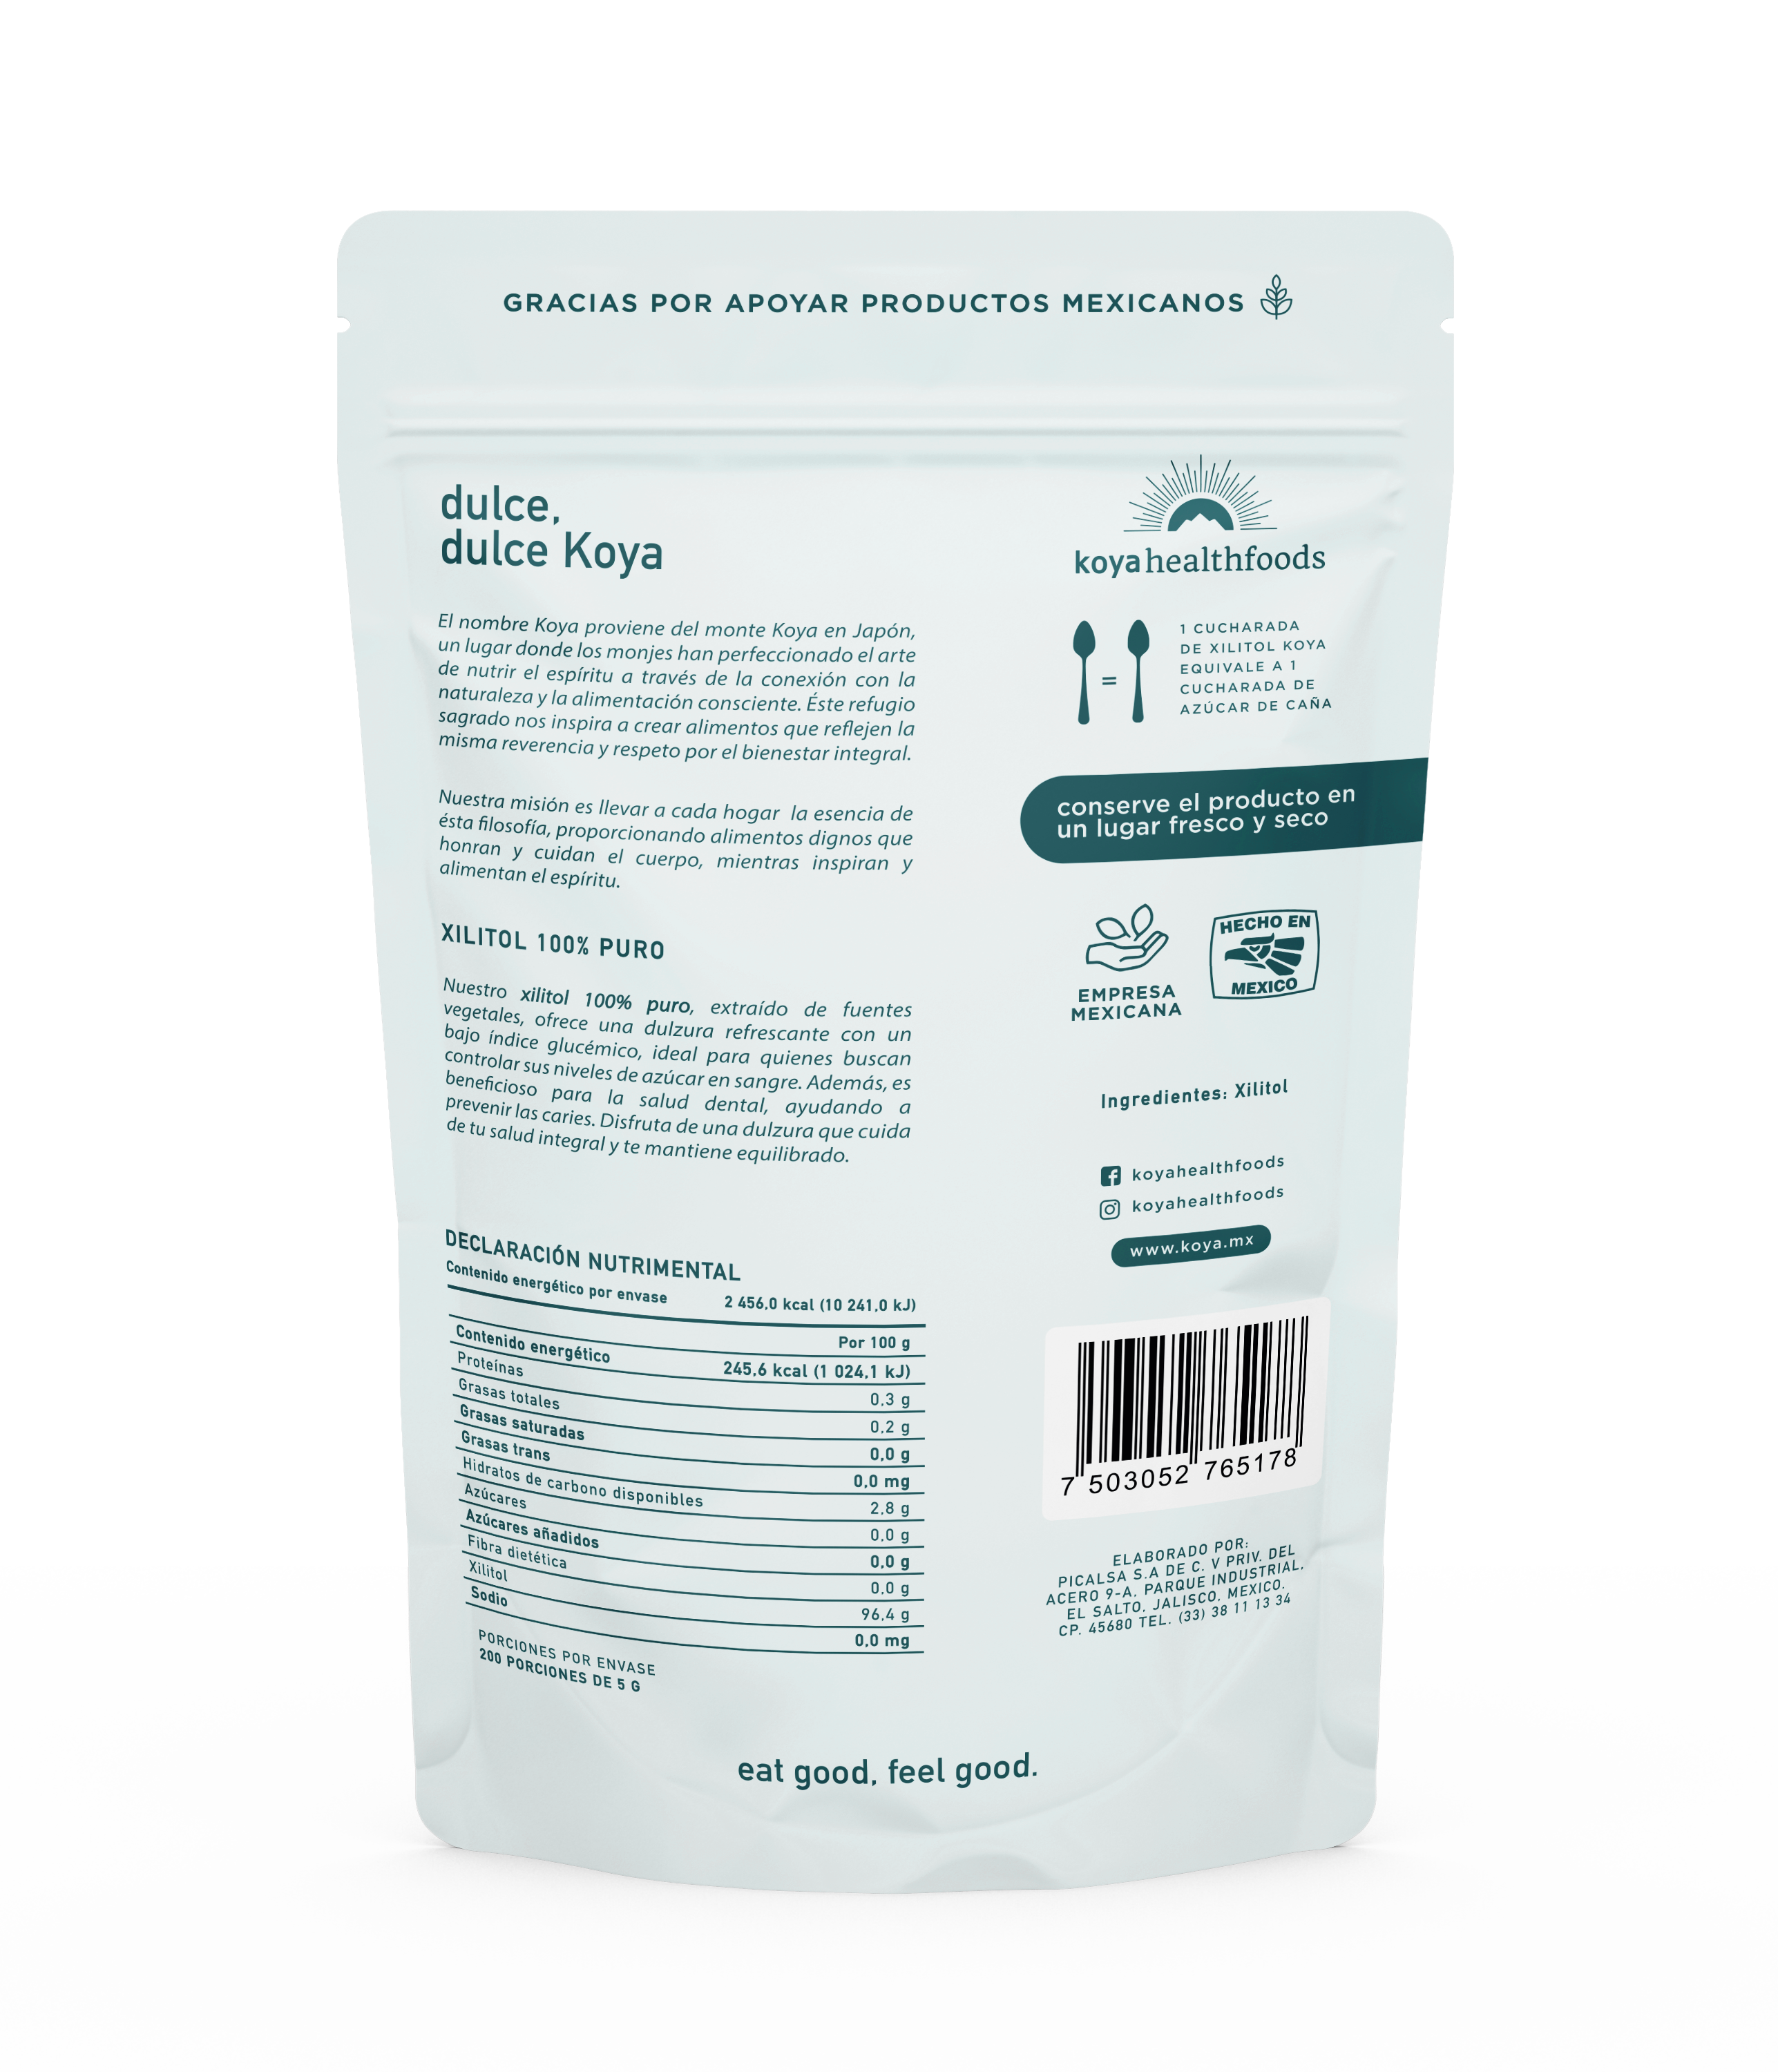 GRACIAS POR APOYAR PRODUCTOS MEXICANOS
dulce,
dulce Koya
El nombre Koya proviene del monte Koya en Japón,
un lugar donde los monjes han perfeccionado el arte
de nutrir el espíritu a través de la conexión con la
naturaleza y la alimentación consciente. Éste refugio
sagrado nos inspira a crear alimentos que reflejen la
misma reverencia y respeto por el bienestar integral.
Nuestra misión es llevar a cada hogar la esencia de
ésta filosofía, proporcionando alimentos dignos que
honran y cuidan el cuerpo, mientras inspiran y
alimentan el espíritu.
XILITOL 100% PURO
Nuestro xilitol 100% puro, extraído de fuentes
vegetales, ofrece una dulzura refrescante con un
bajo índice glucémico, ideal para quienes buscan
controlar sus niveles de azúcar en sangre. Además, es
beneficioso para la salud dental, ayudando a
prevenir las caries. Disfruta de una dulzura que cuida
de tu salud integral y te mantiene equilibrado.
DECLARACIÓN NUTRIMENTAL
Contenido energético por envase 2 456.0 kcal (10 241.0 kJ)
Por 100 g
Contenido energético 245.6 kcal (1 024.1 kJ)
Proteínas 0.3 g
Grasas totales 0.2 g
Grasas saturadas 0.0 g
Grasas trans 0.0 mg
Hidratos de carbono disponibles 2.8 g
Azúcares 0.0 g
Azúcares añadidos 0.0 g
Fibra dietética 0.0 g
Xilitol 96.4 g
Sodio 0.0 mg
PORCIONES POR ENVASE
200 PORCIONES DE 5 G
koyahealthfoods
=
1 CUCHARADA
DE XILITOL KOYA
EQUIVALE A 1
CUCHARADA DE
AZÚCAR DE CAÑA
conserve el producto en
un lugar fresco y seco
EMPRESA
MEXICANA
HECHO EN
MEXICO
Ingredientes: Xilitol
koyahealthfoods
koyahealthfoods
www.koya.mx
7 503052 765178
ELABORADO POR:
PICALSA S.A DE C. V PRIV. DEL
ACERO 9-A, PARQUE INDUSTRIAL,
EL SALTO, JALISCO, MEXICO.
CP. 45680 TEL. (33) 38 11 13 34
eat good, feel good.